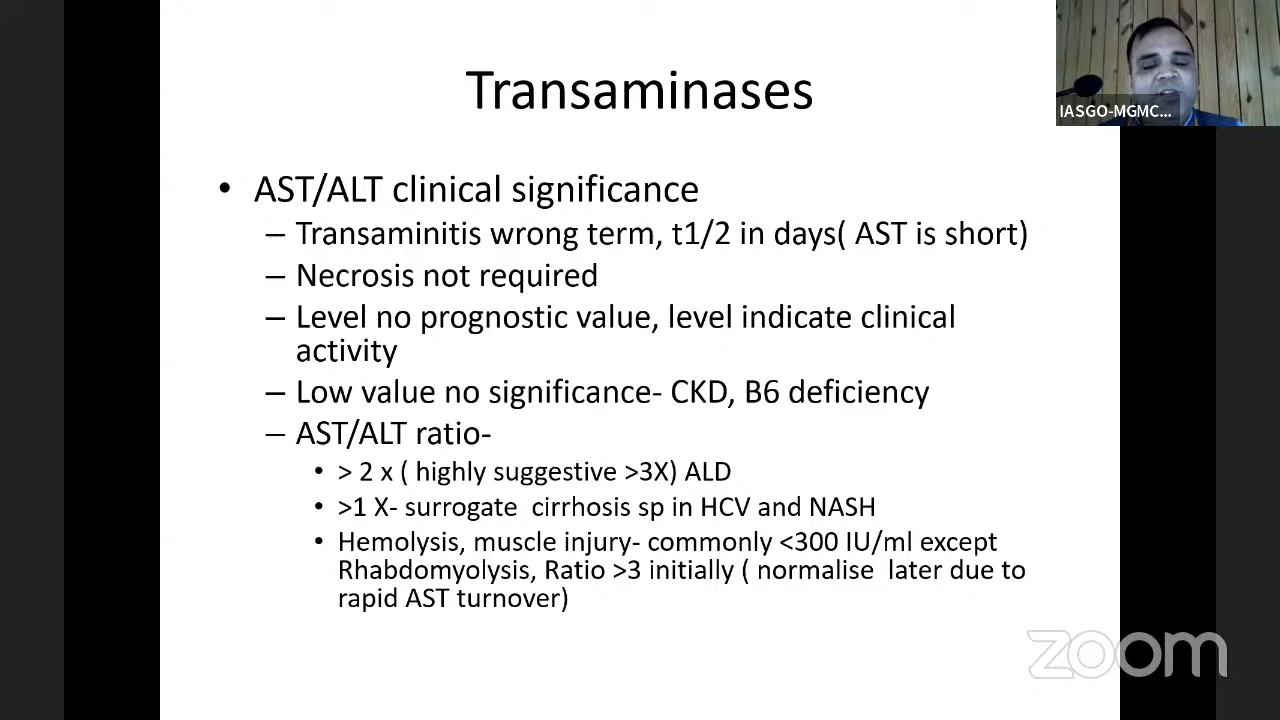 Transaminases
IASGO-MGMC...
• AST/ALT clinical significance
– Transaminitis wrong term, t1/2 in days( AST is short)
– Necrosis not required
– Level no prognostic value, level indicate clinical
activity
– Low value no significance- CKD, B6 deficiency
– AST/ALT ratio-
• > 2 x ( highly suggestive >3X) ALD
• >1 X- surrogate  cirrhosis sp in HCV and NASH
• Hemolysis, muscle injury- commonly <300 IU/ml except
Rhabdomyolysis, Ratio >3 initially ( normalise  later due to
rapid AST turnover)
zoom